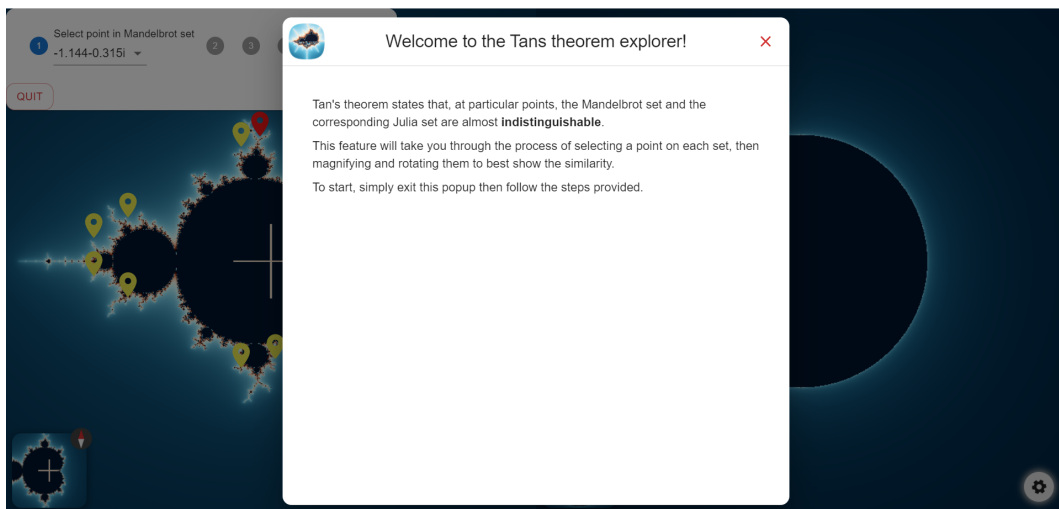 Select point in Mandelbrot set
1
-1.144-0.315i
2
3
QUIT
Welcome to the Tans theorem explorer!
Tan's theorem states that, at particular points, the Mandelbrot set and the
corresponding Julia set are almost indistinguishable.
This feature will take you through the process of selecting a point on each set, then
magnifying and rotating them to best show the similarity.
To start, simply exit this popup then follow the steps provided.